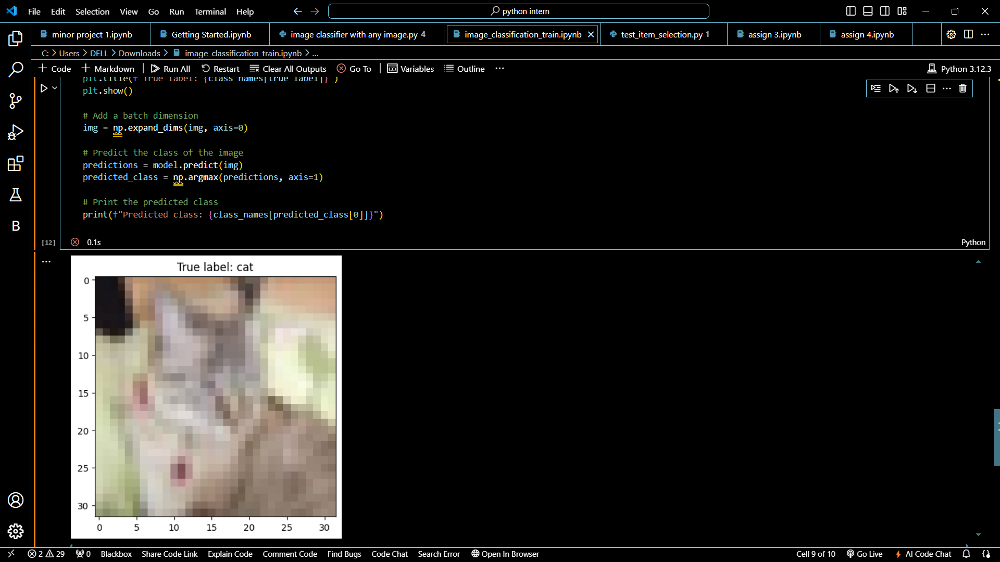 File Edit Selection View Go Run Terminal Help
python intern
minor project 1.ipynb
Getting Started.ipynb
image classifier with any image.py 4
image_classification_train.ipynb
test_item_selection.py 1
assign 3.ipynb
assign 4.ipynb
C: > Users > DELL > Downloads > image_classification_train.ipynb > ...
+ Code + Markdown | Run All Restart Clear All Outputs Go To | Variables Outline ...
Python 3.12.3
plt.title(f"True label: {class_names[true_label]}")
plt.show()
# Add a batch dimension
img = np.expand_dims(img, axis=0)
# Predict the class of the image
predictions = model.predict(img)
predicted_class = np.argmax(predictions, axis=1)
# Print the predicted class
print(f"Predicted class: {class_names[predicted_class[0]]}")
[12] 0.1s
Python
True label: cat
0
5
10
15
20
25
30
0 5 10 15 20 25 30
B
2 29 0 Blackbox Share Code Link Explain Code Comment Code Find Bugs Code Chat Search Error Open In Browser
Cell 9 of 10 Go Live AI Code Chat